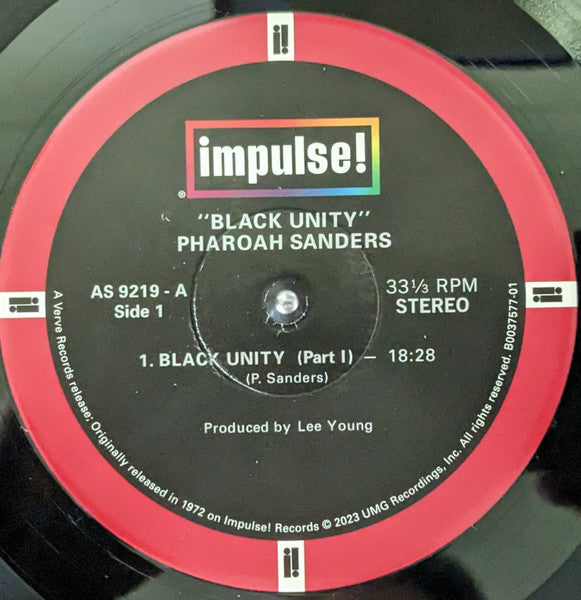 i!
impulse!
®
"BLACK UNITY"
PHAROAH SANDERS
AS 9219 - A
Side 1
33⅓ RPM
STEREO
i!
i!
1. BLACK UNITY (Part I) — 18:28
(P. Sanders)
Produced by Lee Young
A Verve Records release; Originally released in 1972 on Impulse! Records © 2023 UMG Recordings, Inc. All rights reserved. B0037577-01
i!